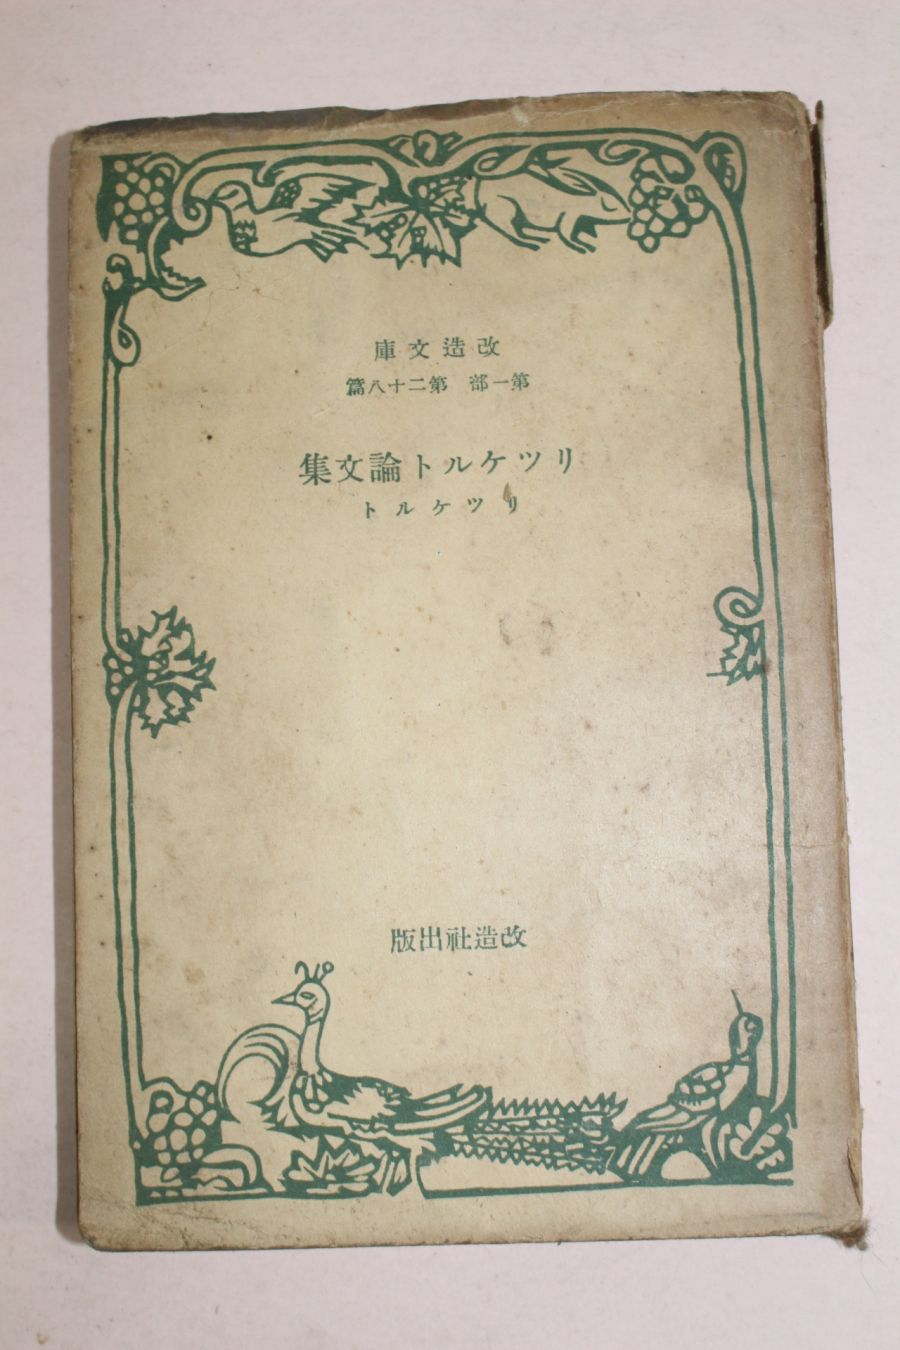 改造文庫
第一部 第二十八篇
リツケルト論文集
リツケルト
改造社出版